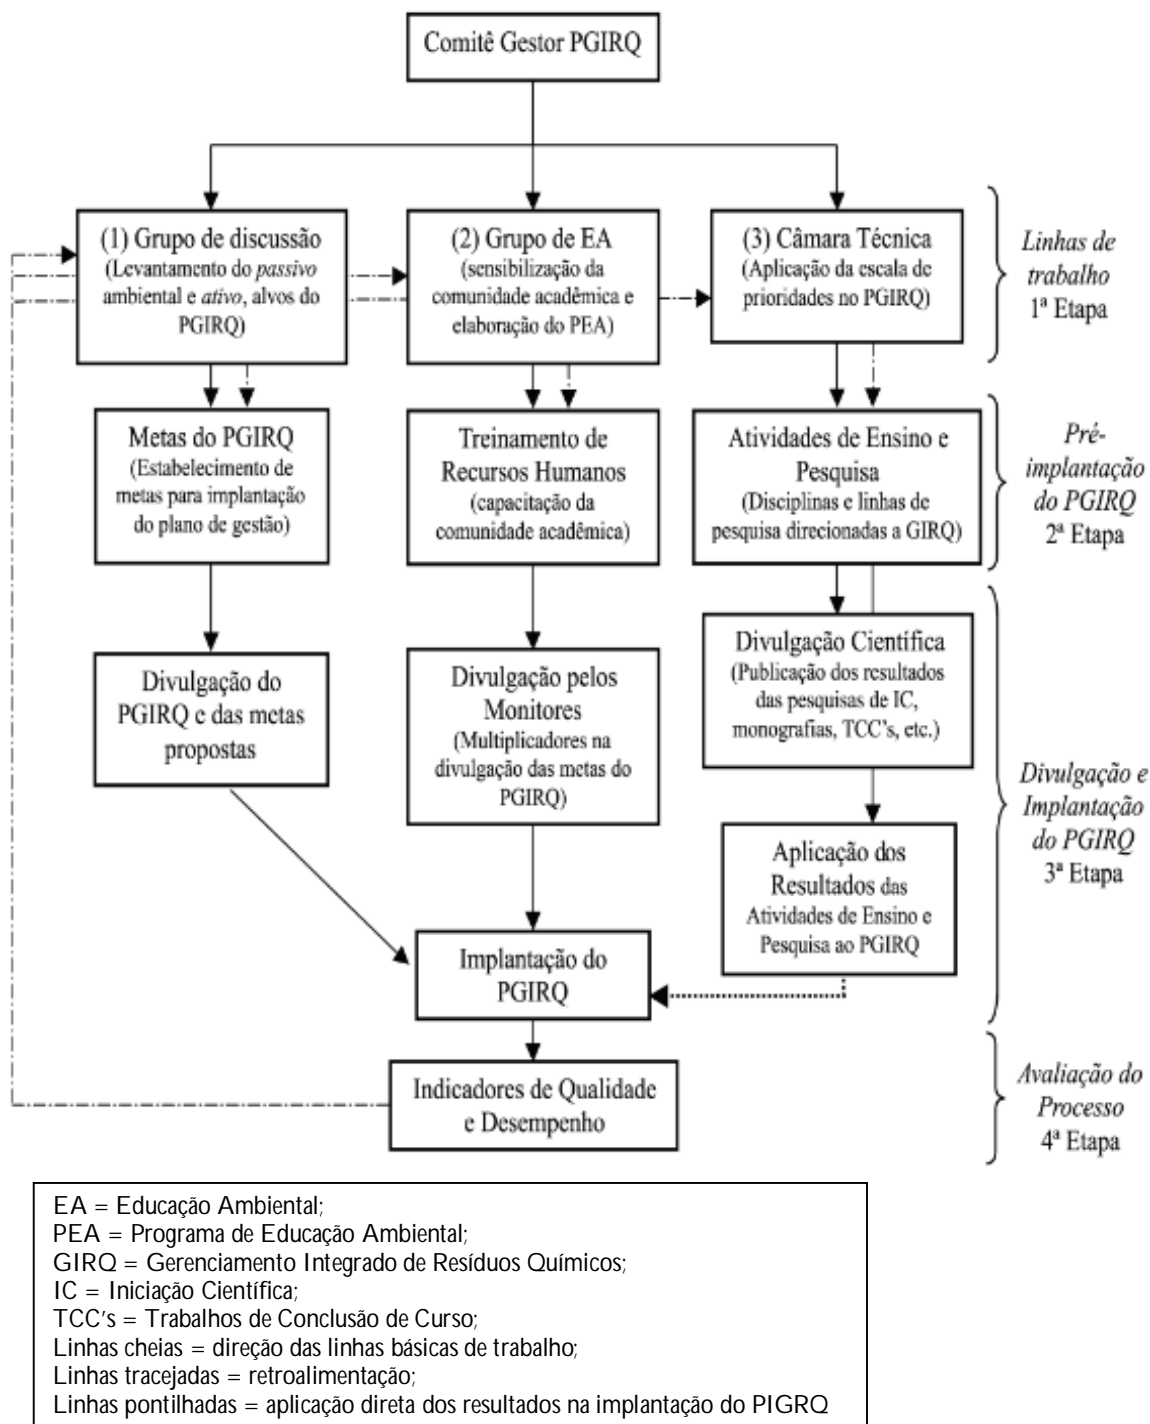 Comitê Gestor PGIRQ
(1) Grupo de discussão
(Levantamento do passivo
ambiental e ativo, alvos do
PGIRQ)
(2) Grupo de EA
(sensibilização da
comunidade acadêmica e
elaboração do PEA)
(3) Câmara Técnica
(Aplicação da escala de
prioridades no PGIRQ)
Linhas de
trabalho
1ª Etapa
Metas do PGIRQ
(Estabelecimento de
metas para implantação
do plano de gestão)
Treinamento de
Recursos Humanos
(capacitação da
comunidade acadêmica)
Atividades de Ensino e
Pesquisa
(Disciplinas e linhas de
pesquisa direcionadas a GIRQ)
Pré-
implantação
do PGIRQ
2ª Etapa
Divulgação do
PGIRQ e das metas
propostas
Divulgação pelos
Monitores
(Multiplicadores na
divulgação das metas do
PGIRQ)
Divulgação Científica
(Publicação dos resultados
das pesquisas de IC,
monografias, TCC's, etc.)
Aplicação dos
Resultados das
Atividades de Ensino e
Pesquisa ao PGIRQ
Divulgação e
Implantação
do PGIRQ
3ª Etapa
Implantação do
PGIRQ
Indicadores de Qualidade
e Desempenho
Avaliação do
Processo
4ª Etapa
EA = Educação Ambiental;
PEA = Programa de Educação Ambiental;
GIRQ = Gerenciamento Integrado de Resíduos Químicos;
IC = Iniciação Científica;
TCC's = Trabalhos de Conclusão de Curso;
Linhas cheias = direção das linhas básicas de trabalho;
Linhas tracejadas = retroalimentação;
Linhas pontilhadas = aplicação direta dos resultados na implantação do PIGRQ